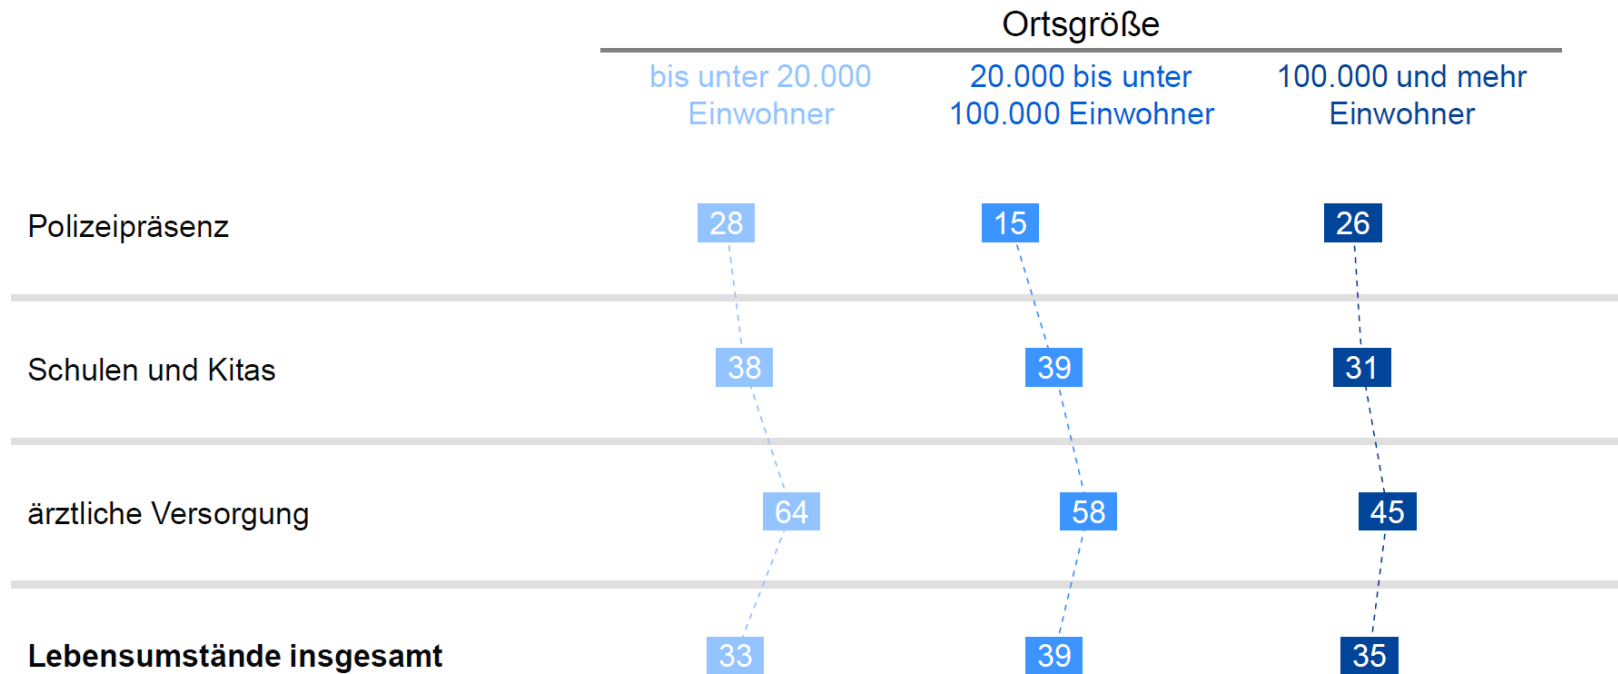 Ortsgröße
bis unter 20.000 Einwohner
20.000 bis unter 100.000 Einwohner
100.000 und mehr Einwohner
Polizeipräsenz 28 15 26
Schulen und Kitas 38 39 31
ärztliche Versorgung 64 58 45
Lebensumstände insgesamt 33 39 35